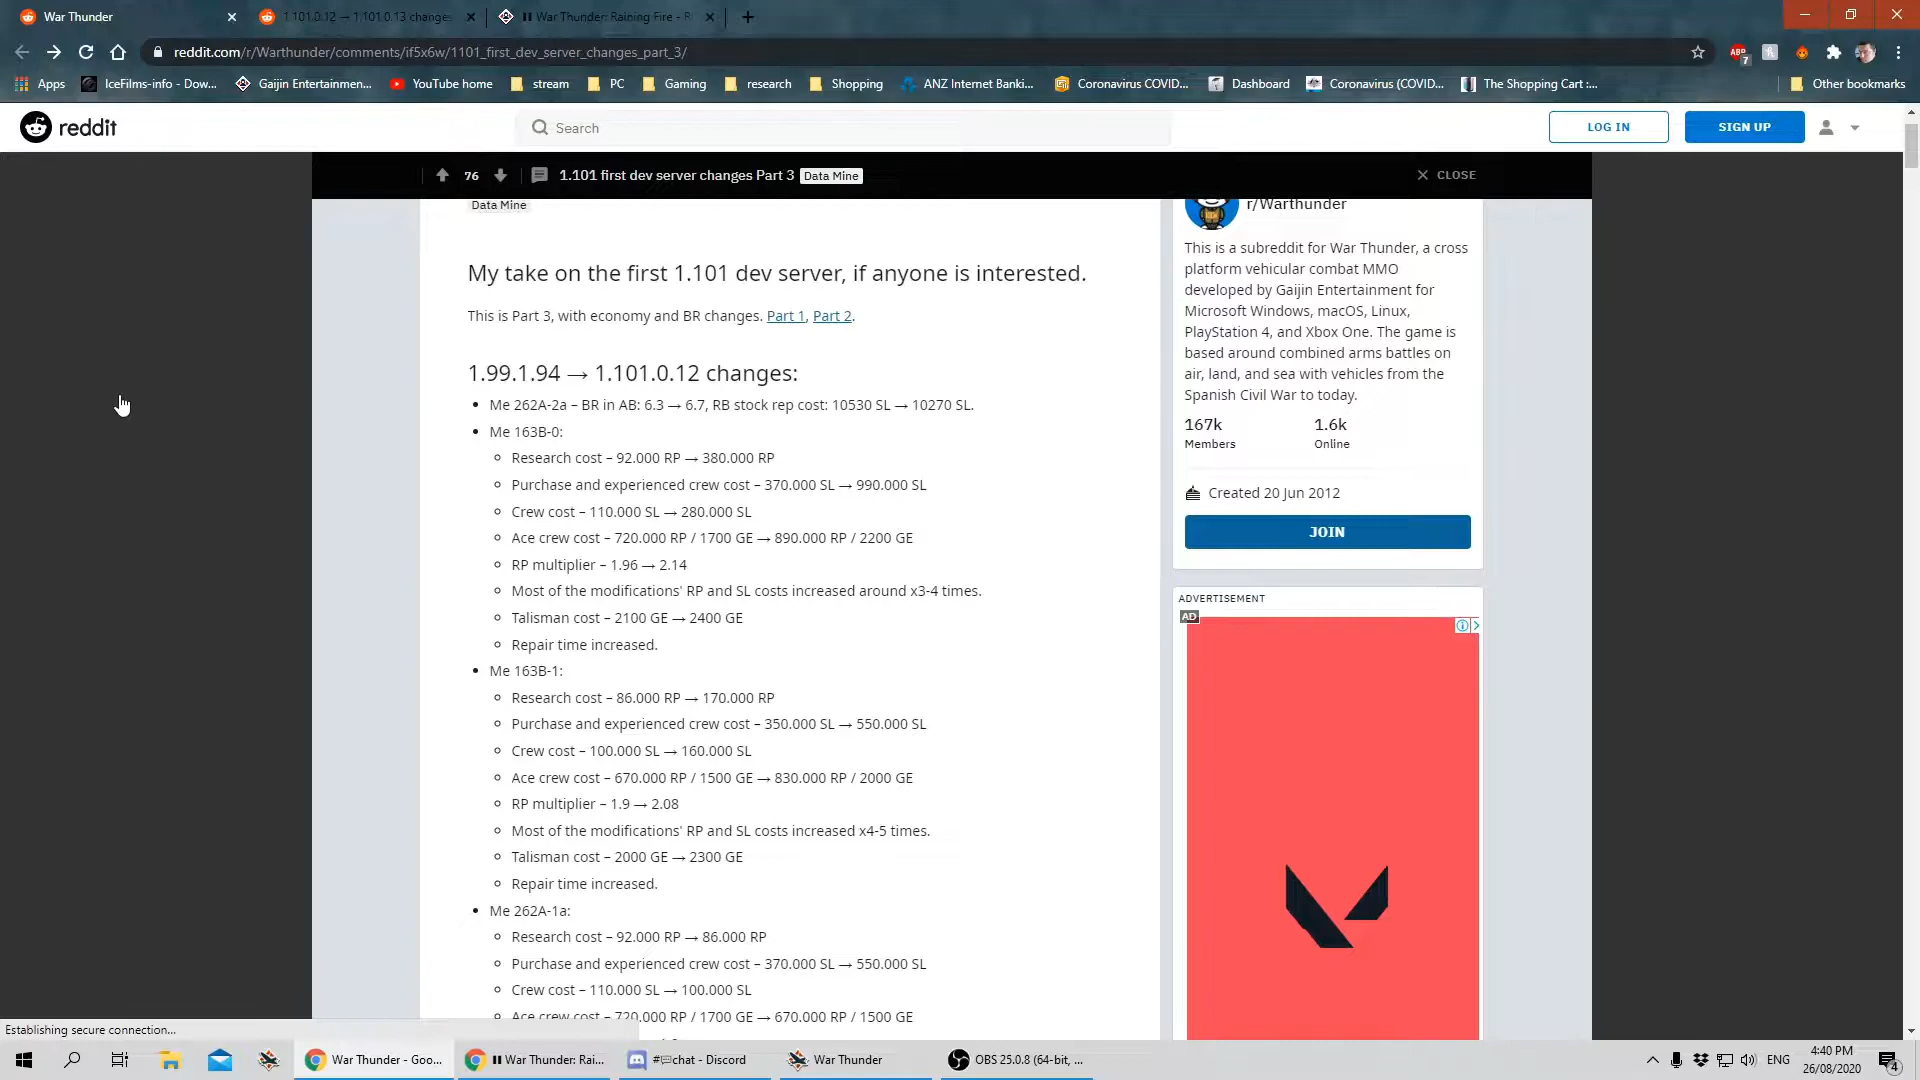 War Thunder
1.101.0.12 → 1.101.0.13 changes
War Thunder: Raining Fire - R
reddit.com/r/Warthunder/comments/if5x6w/1101_first_dev_server_changes_part_3/
ABP
7
Apps
IceFilms-info - Dow...
Gaijin Entertainmen...
YouTube home
stream
PC
Gaming
research
Shopping
ANZ Internet Banki...
Coronavirus COVID...
Dashboard
Coronavirus (COVID...
The Shopping Cart :...
Other bookmarks
reddit
Search
LOG IN
SIGN UP
76
1.101 first dev server changes Part 3
Data Mine
CLOSE
Data Mine
My take on the first 1.101 dev server, if anyone is interested.
This is Part 3, with economy and BR changes. Part 1, Part 2.
1.99.1.94 → 1.101.0.12 changes:
• Me 262A-2a – BR in AB: 6.3 → 6.7, RB stock rep cost: 10530 SL → 10270 SL.
• Me 163B-0:
◦ Research cost – 92.000 RP → 380.000 RP
◦ Purchase and experienced crew cost – 370.000 SL → 990.000 SL
◦ Crew cost – 110.000 SL → 280.000 SL
◦ Ace crew cost – 720.000 RP / 1700 GE → 890.000 RP / 2200 GE
◦ RP multiplier – 1.96 → 2.14
◦ Most of the modifications' RP and SL costs increased around x3-4 times.
◦ Talisman cost – 2100 GE → 2400 GE
◦ Repair time increased.
• Me 163B-1:
◦ Research cost – 86.000 RP → 170.000 RP
◦ Purchase and experienced crew cost – 350.000 SL → 550.000 SL
◦ Crew cost – 100.000 SL → 160.000 SL
◦ Ace crew cost – 670.000 RP / 1500 GE → 830.000 RP / 2000 GE
◦ RP multiplier – 1.9 → 2.08
◦ Most of the modifications' RP and SL costs increased x4-5 times.
◦ Talisman cost – 2000 GE → 2300 GE
◦ Repair time increased.
• Me 262A-1a:
◦ Research cost – 92.000 RP → 86.000 RP
◦ Purchase and experienced crew cost – 370.000 SL → 550.000 SL
◦ Crew cost – 110.000 SL → 100.000 SL
◦ Ace crew cost – 720.000 RP / 1700 GE → 670.000 RP / 1500 GE
r/Warthunder
This is a subreddit for War Thunder, a cross
platform vehicular combat MMO
developed by Gaijin Entertainment for
Microsoft Windows, macOS, Linux,
PlayStation 4, and Xbox One. The game is
based around combined arms battles on
air, land, and sea with vehicles from the
Spanish Civil War to today.
167k
Members
1.6k
Online
Created 20 Jun 2012
JOIN
ADVERTISEMENT
AD
Establishing secure connection...
War Thunder - Goo...
War Thunder: Rai...
#chat - Discord
War Thunder
OBS 25.0.8 (64-bit, ...
ENG
4:40 PM
26/08/2020
4